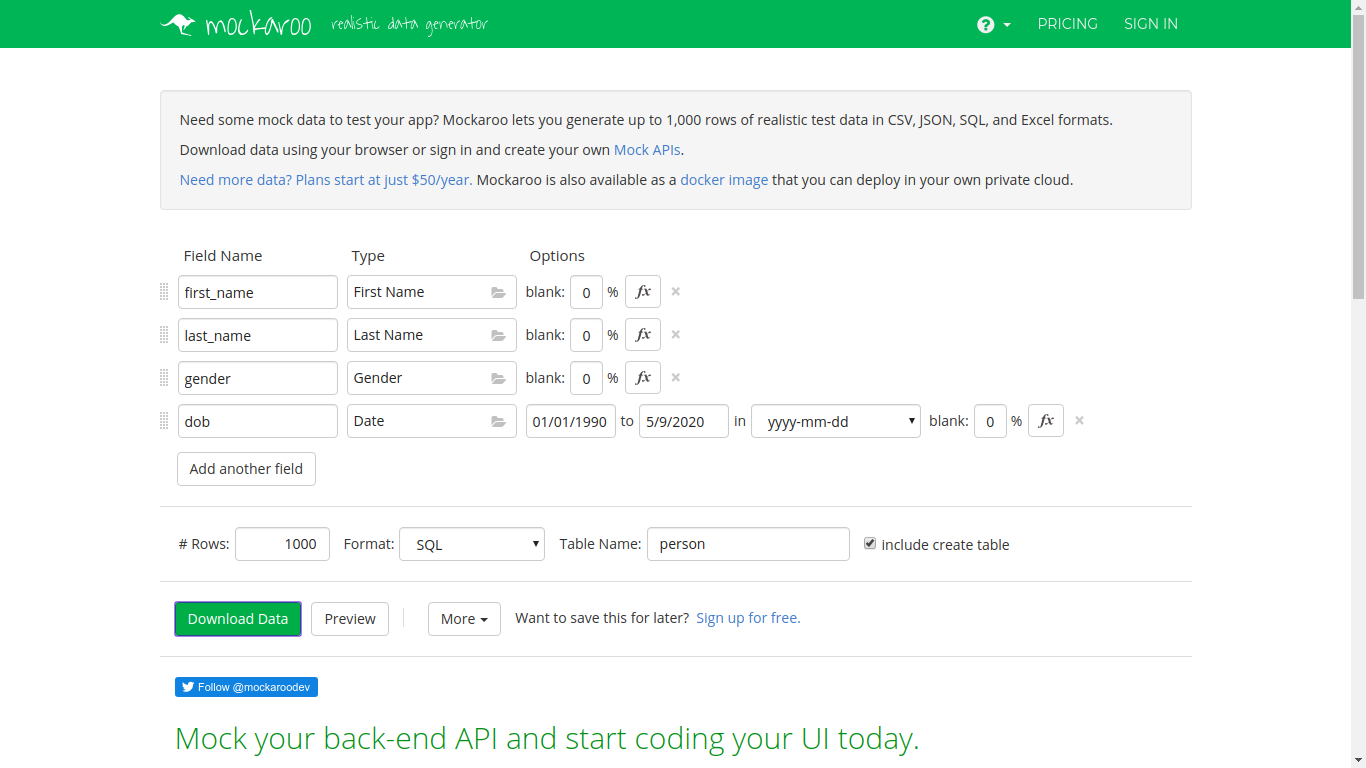 mockaroo realistic data generator ? PRICING SIGN IN
Need some mock data to test your app? Mockaroo lets you generate up to 1,000 rows of realistic test data in CSV, JSON, SQL, and Excel formats.
Download data using your browser or sign in and create your own Mock APIs.
Need more data? Plans start at just $50/year. Mockaroo is also available as a docker image that you can deploy in your own private cloud.
Field Name Type Options
first_name First Name blank: 0 % fx ×
last_name Last Name blank: 0 % fx ×
gender Gender blank: 0 % fx ×
dob Date 01/01/1990 to 5/9/2020 in yyyy-mm-dd blank: 0 % fx ×
Add another field
# Rows: 1000 Format: SQL Table Name: person include create table
Download Data Preview More Want to save this for later? Sign up for free.
Follow @mockaroodev
Mock your back-end API and start coding your UI today.